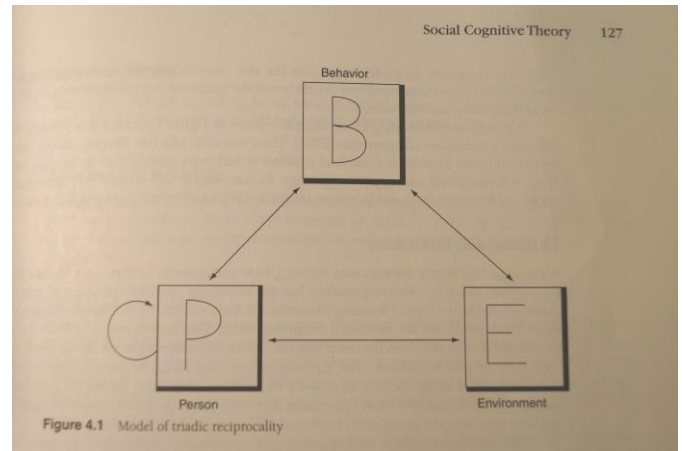 Social Cognitive Theory 127
Behavior
B
P
E
Person
Environment
Figure 4.1 Model of triadic reciprocality